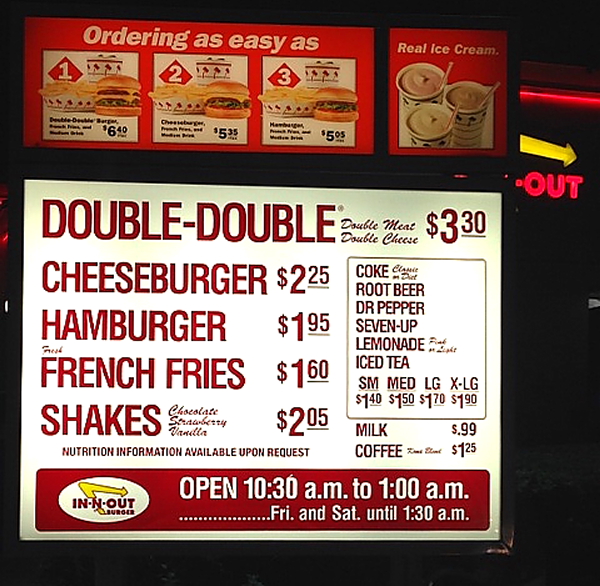 Ordering as easy as
1
2
3
Double-Double Burger,
French Fries, and
Medium Drink $6.40
Cheeseburger,
French Fries, and
Medium Drink $5.35
Hamburger,
French Fries, and
Medium Drink $5.05
Real Ice Cream.
-OUT
DOUBLE-DOUBLE® Double Meat Double Cheese $3.30
CHEESEBURGER $2.25
HAMBURGER $1.95
Fresh
FRENCH FRIES $1.60
SHAKES Chocolate Strawberry Vanilla $2.05
COKE Classic or Diet
ROOT BEER
DR PEPPER
SEVEN-UP
LEMONADE Pink or Light
ICED TEA
SM MED LG X-LG
$1.40 $1.50 $1.70 $1.90
MILK $.99
COFFEE $1.25
NUTRITION INFORMATION AVAILABLE UPON REQUEST
IN-N-OUT
BURGER
OPEN 10:30 a.m. to 1:00 a.m.
...................Fri. and Sat. until 1:30 a.m.